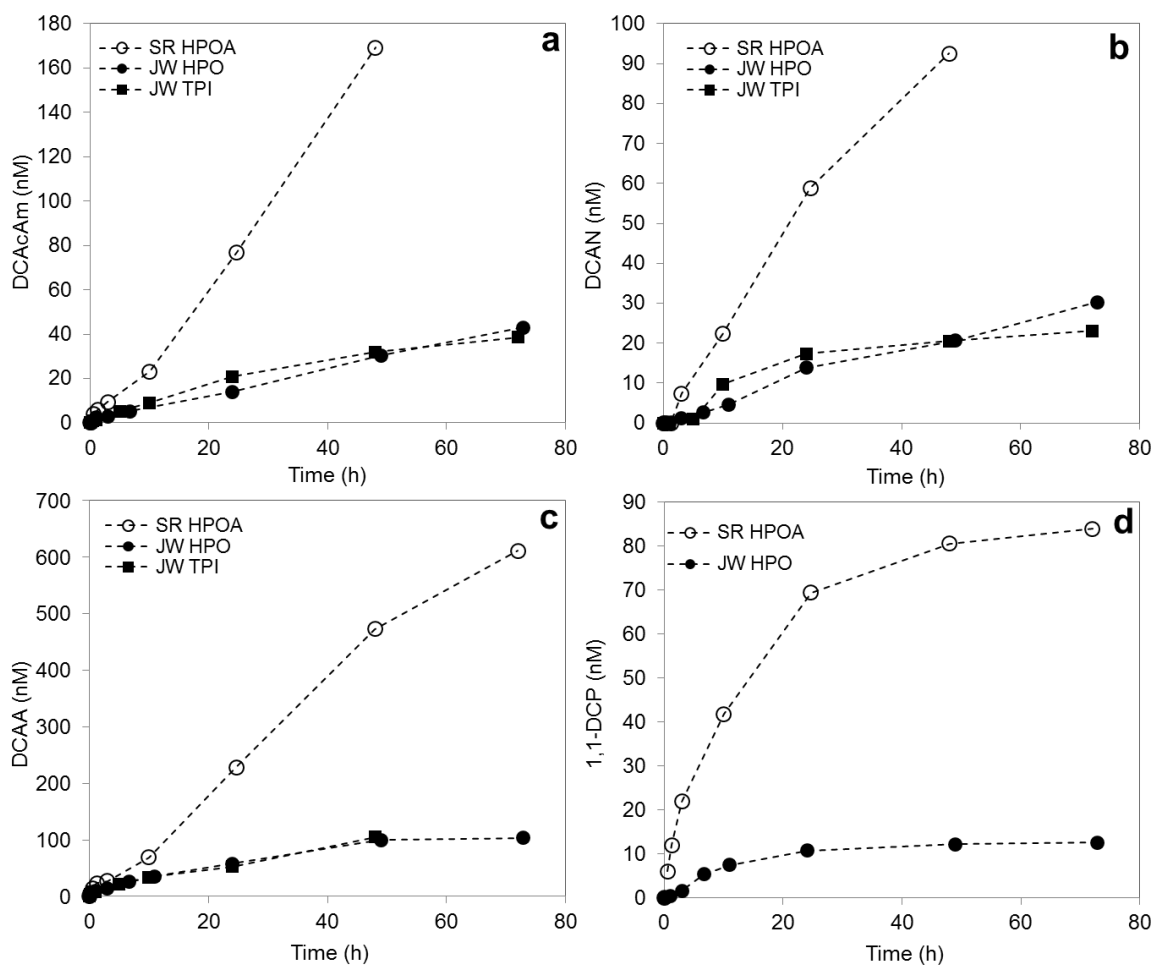 a
SR HPOA
JW HPO
JW TPI
DCAcAm (nM)
180
160
140
120
100
80
60
40
20
0
0 20 40 60 80
Time (h)
b
SR HPOA
JW HPO
JW TPI
DCAN (nM)
100
90
80
70
60
50
40
30
20
10
0
0 20 40 60 80
Time (h)
c
SR HPOA
JW HPO
JW TPI
DCAA (nM)
700
600
500
400
300
200
100
0
0 20 40 60 80
Time (h)
d
SR HPOA
JW HPO
1,1-DCP (nM)
90
80
70
60
50
40
30
20
10
0
0 20 40 60 80
Time (h)